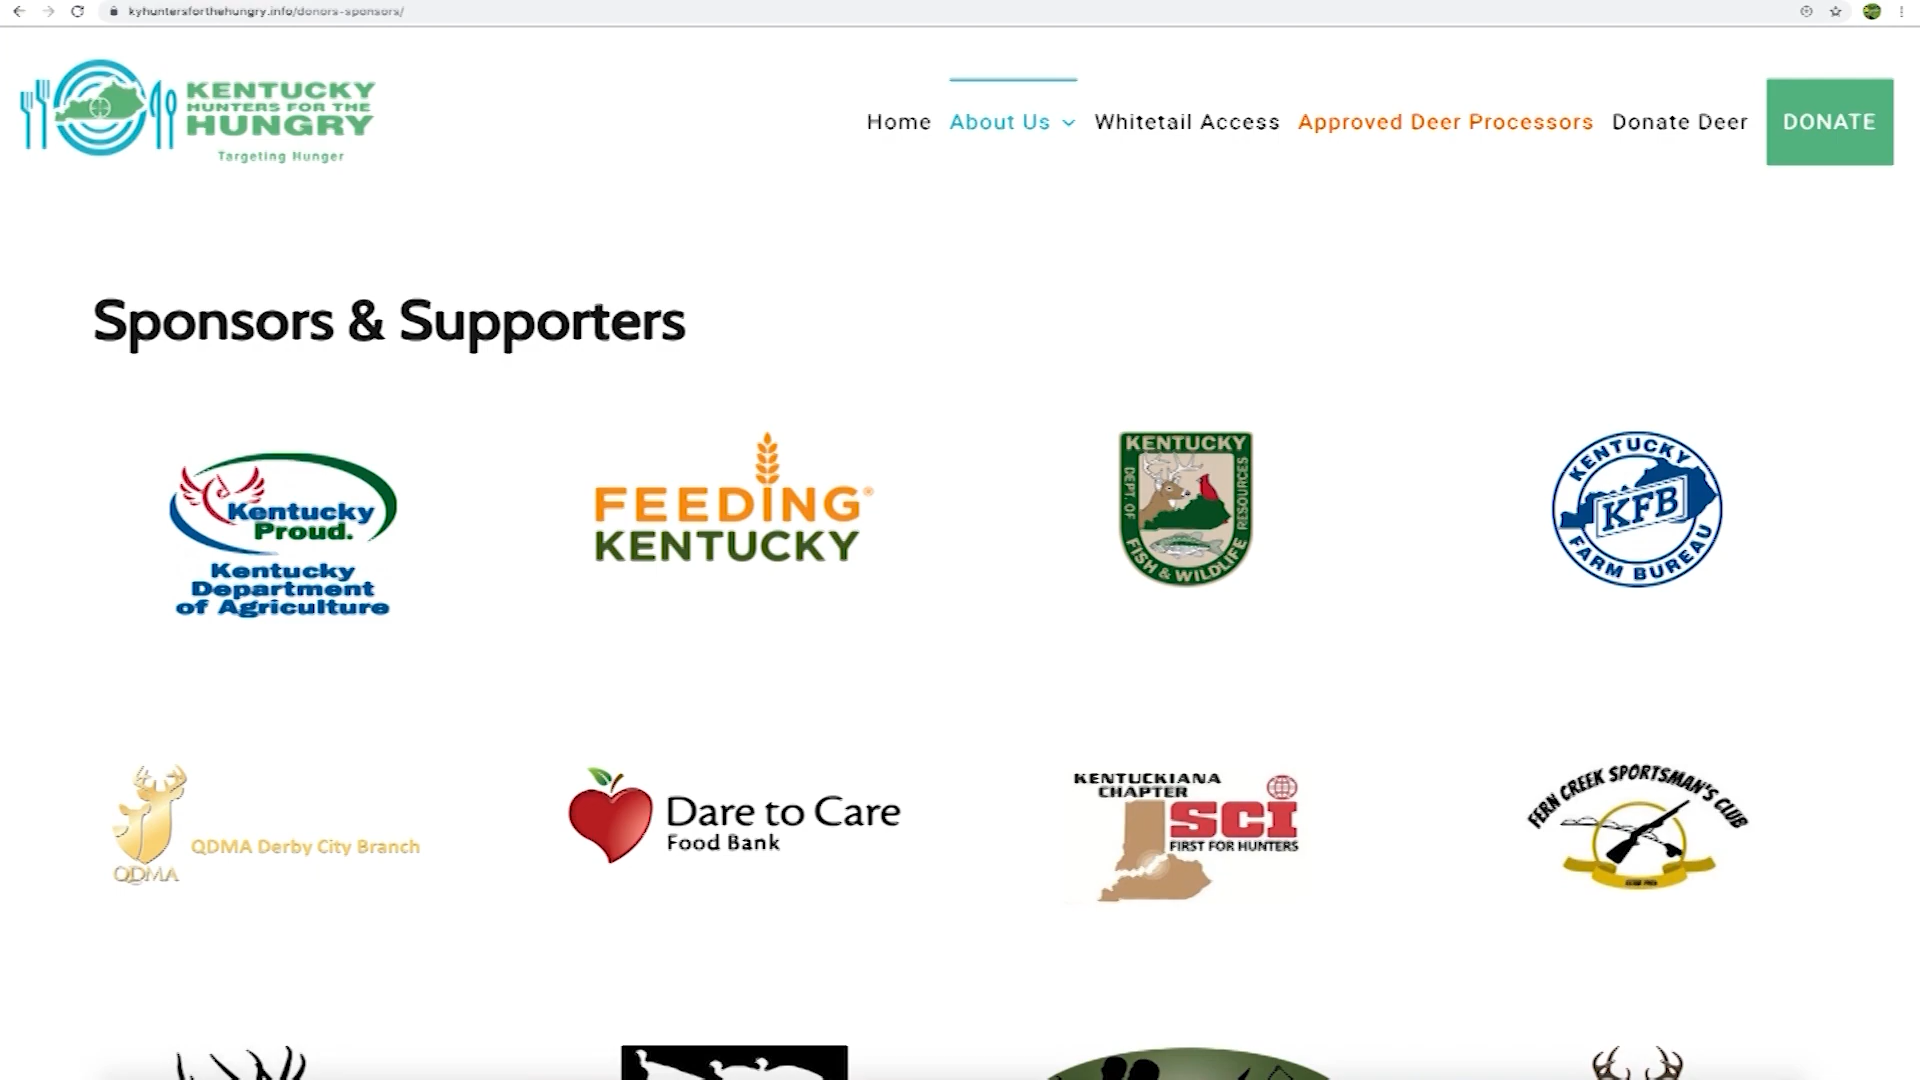 kyhuntersforthehungry.info/donors-sponsors/
KENTUCKY
HUNTERS FOR THE
HUNGRY
Targeting Hunger
Home About Us Whitetail Access Approved Deer Processors Donate Deer DONATE
Sponsors & Supporters
Kentucky
Proud.
Kentucky
Department
of Agriculture
FEEDING®
KENTUCKY
KENTUCKY
DEPT. OF
FISH & WILDLIFE
RESOURCES
KENTUCKY
KFB
FARM BUREAU
QDMA
QDMA Derby City Branch
Dare to Care
Food Bank
KENTUCKIANA
CHAPTER
SCI
FIRST FOR HUNTERS
FERN CREEK SPORTSMAN'S CLUB